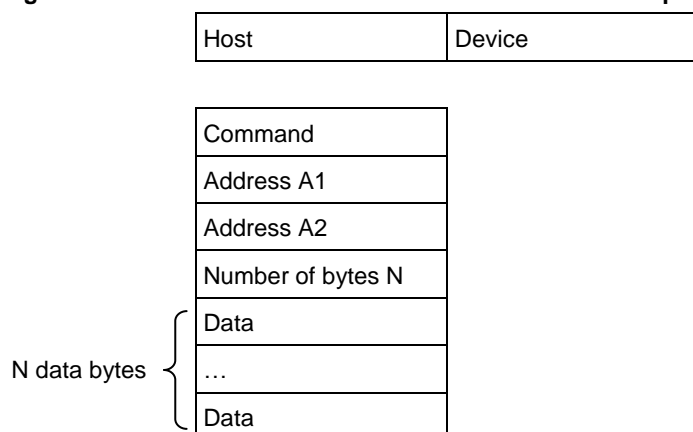 Host Device
Command
Address A1
Address A2
Number of bytes N
Data
N data bytes …
Data